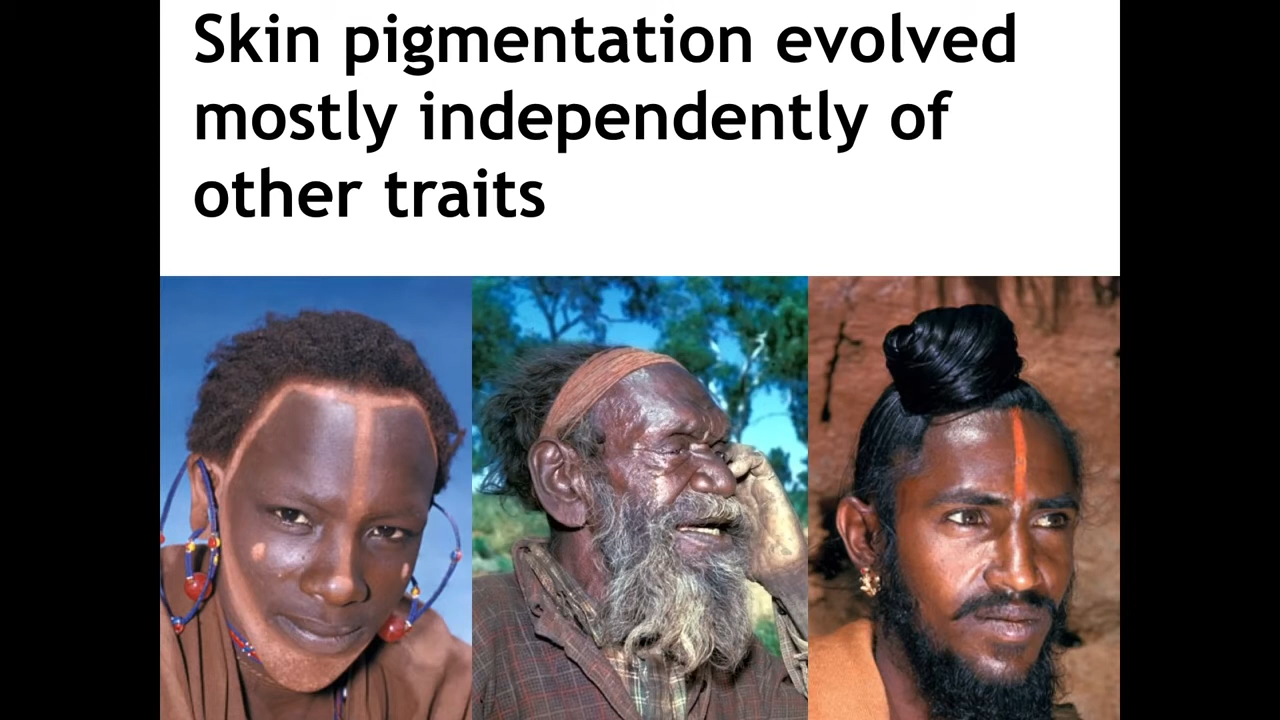 Skin pigmentation evolved
mostly independently of
other traits